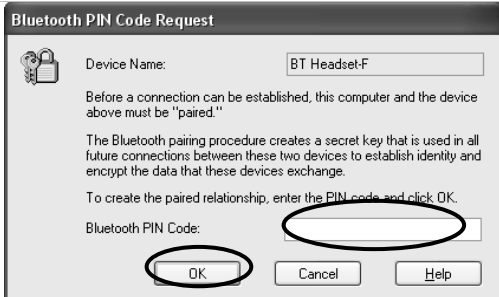 Bluetooth PIN Code Request
Device Name: BT Headset-F
Before a connection can be established, this computer and the device
above must be "paired."
The Bluetooth pairing procedure creates a secret key that is used in all
future connections between these two devices to establish identity and
encrypt the data that these devices exchange.
To create the paired relationship, enter the PIN code and click OK.
Bluetooth PIN Code:
OK Cancel Help